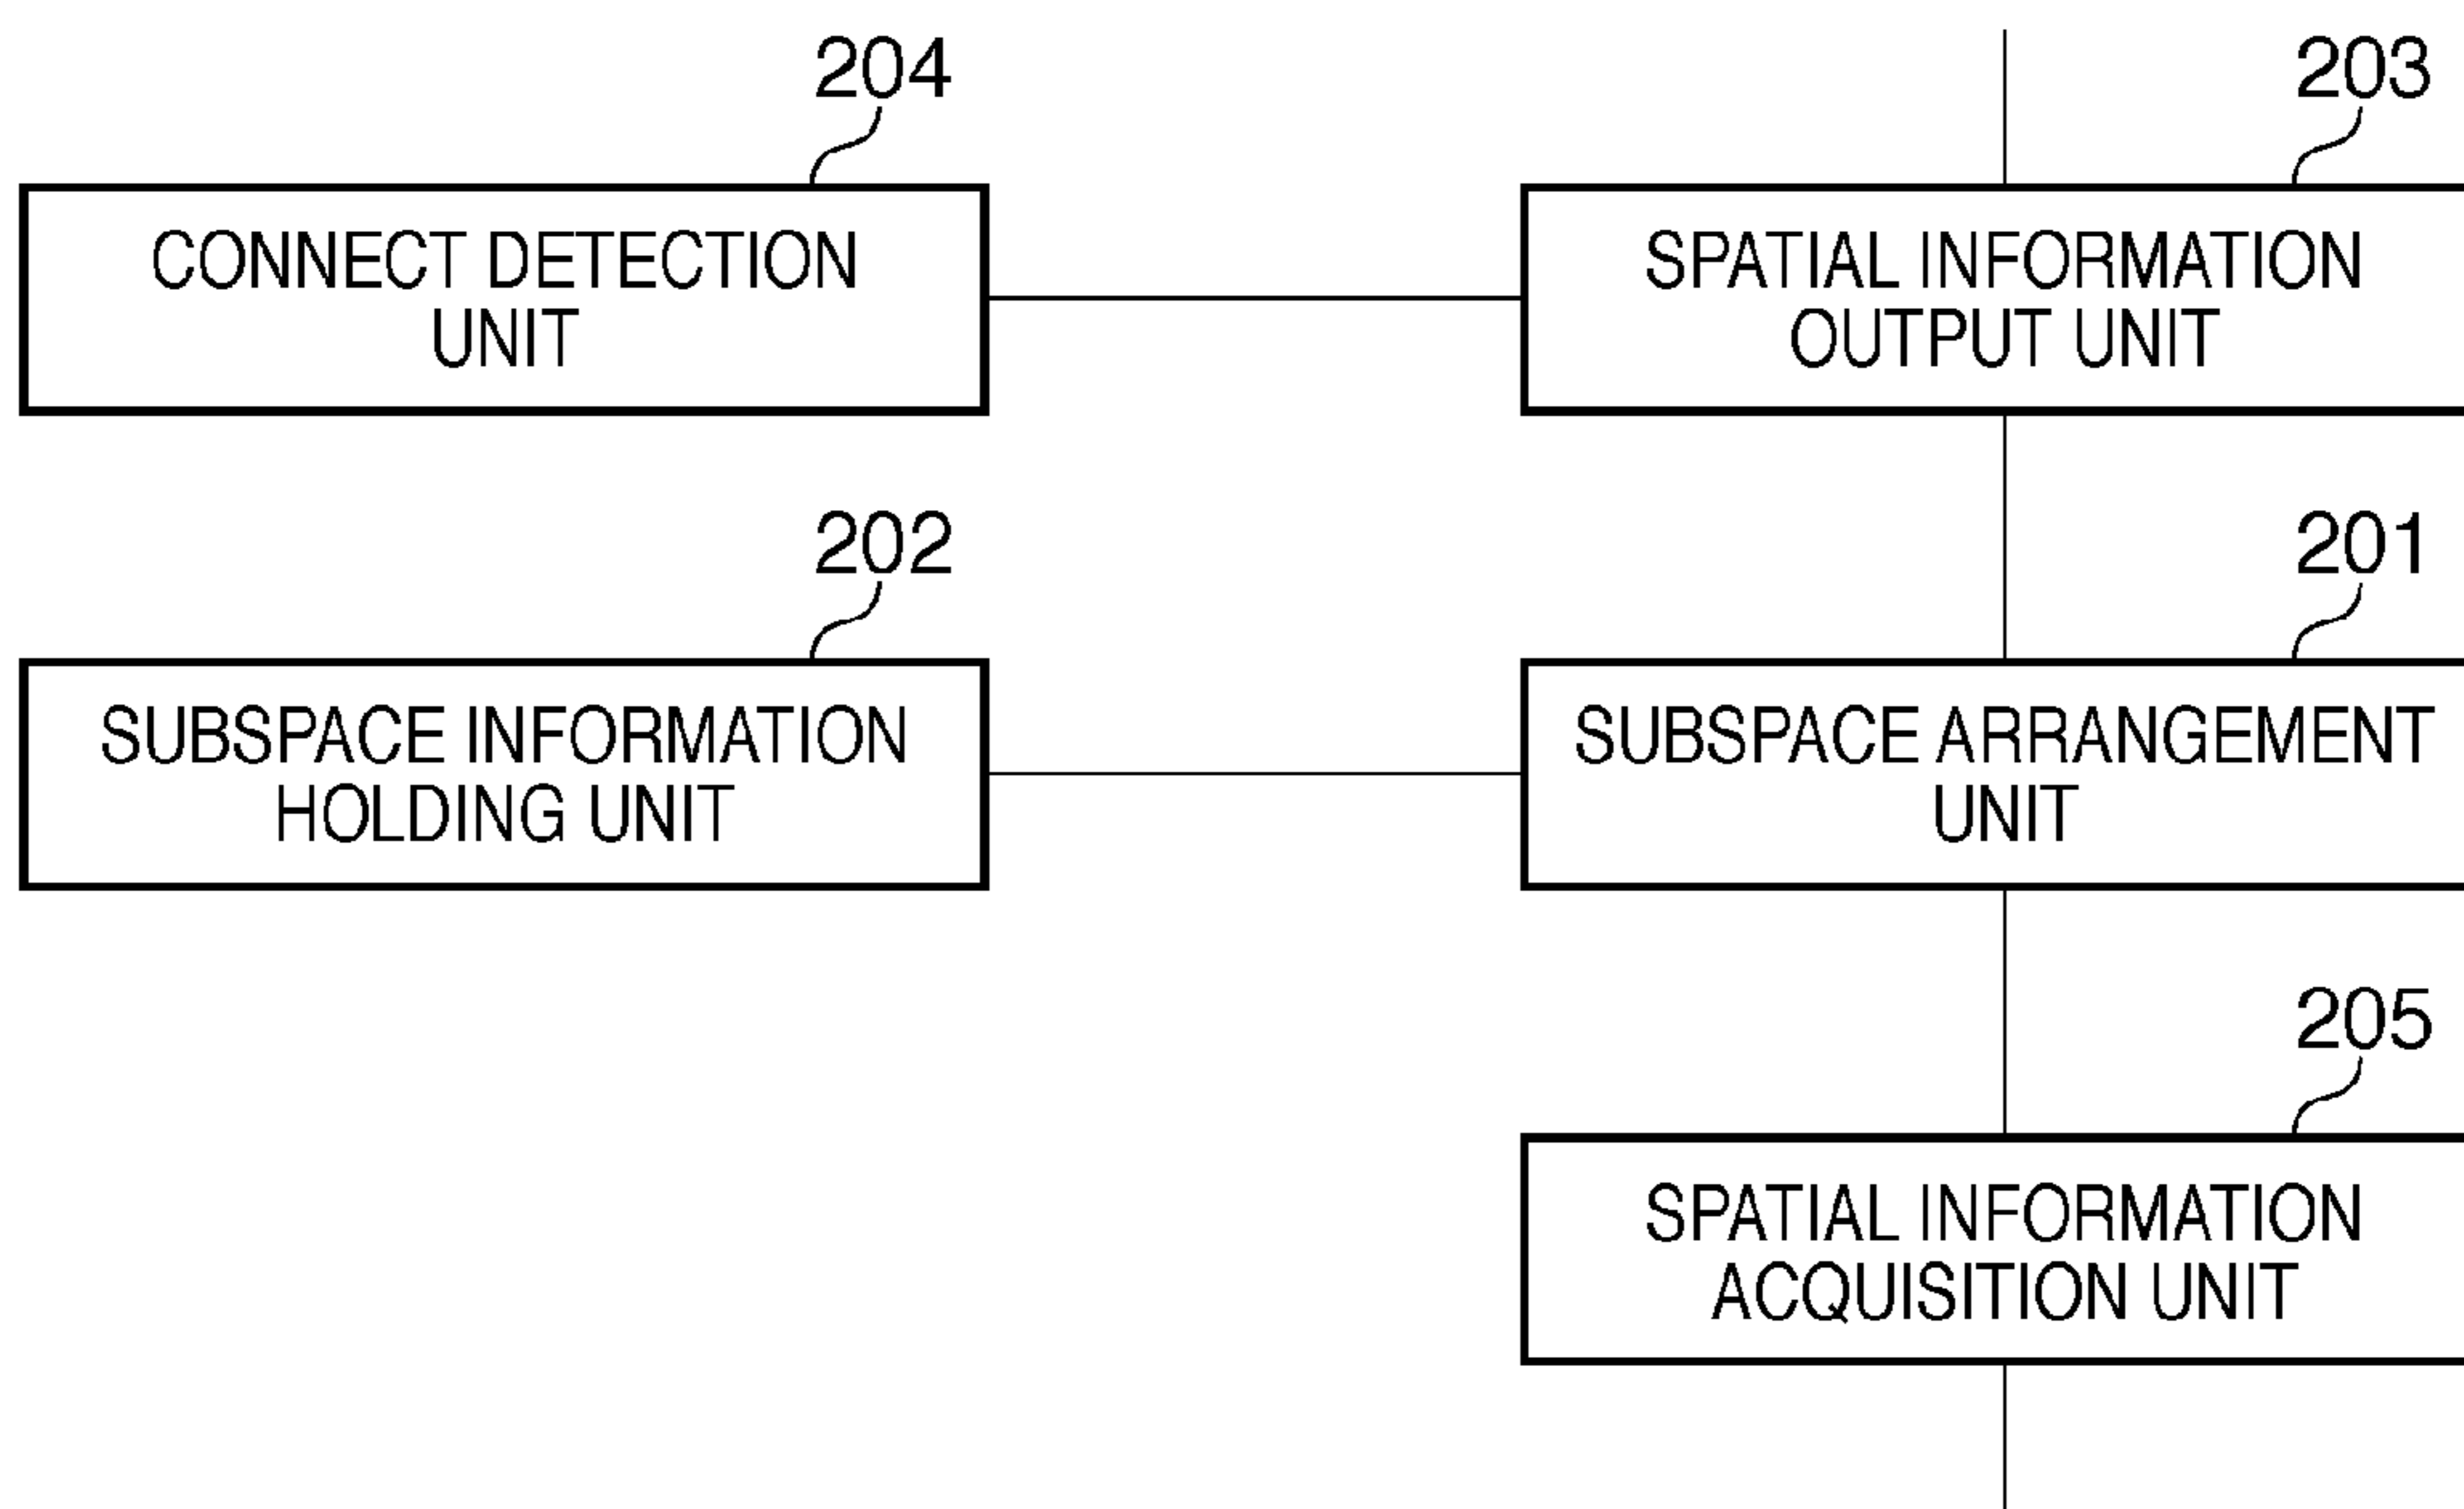 204
203
CONNECT DETECTION
UNIT
SPATIAL INFORMATION
OUTPUT UNIT
202
201
SUBSPACE INFORMATION
HOLDING UNIT
SUBSPACE ARRANGEMENT
UNIT
205
SPATIAL INFORMATION
ACQUISITION UNIT